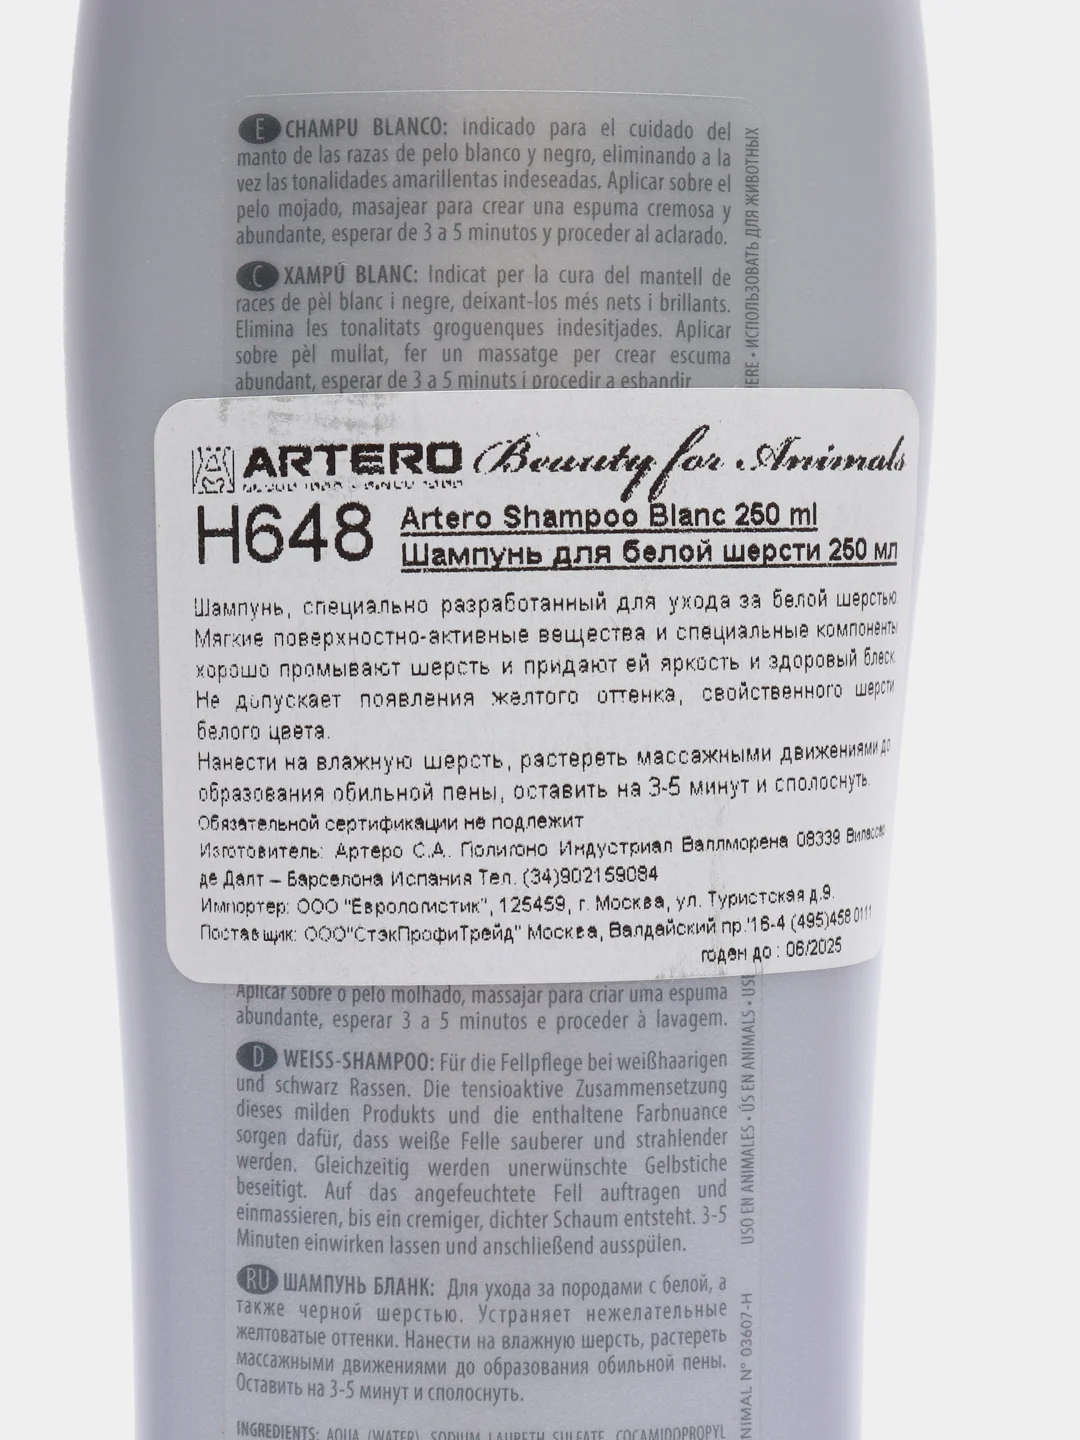 E CHAMPU BLANCO: Indicado para el cuidado del
manto de las razas de pelo blanco y negro, eliminando a la
vez las tonalidades amarillentas indeseadas. Aplicar sobre el
pelo mojado, masajear para crear una espuma cremosa y
abundante, esperar de 3 a 5 minutos y proceder al aclarado.
C XAMPÚ BLANC: Indicat per la cura del mantell de
races de pèl blanc i negre, deixant-los més nets i brillants.
Elimina les tonalitats groguenques indesitjades. Aplicar
sobre pèl mullat, fer un massatge per crear escuma
abundant, esperar de 3 a 5 minuts i procedir a esbandir
ERE • ИСПОЛЬЗОВАТЬ ДЛЯ ЖИВОТНЫХ
ARTERO Beauty for Animals
H648
Artero Shampoo Blanc 250 ml
Шампунь для белой шерсти 250 мл
Шампунь, специально разработанный для ухода за белой шерстью.
Мягкие поверхностно-активные вещества и специальные компоненты
хорошо промывают шерсть и придают ей яркость и здоровый блеск.
Не допускает появления желтого оттенка, свойственного шерсти
белого цвета.
Нанести на влажную шерсть, растереть массажными движениями до
образования обильной пены, оставить на 3-5 минут и сполоснуть.
Обязательной сертификации не подлежит
Изготовитель: Артеро С.А. Полигоно Индустриал Валлморена 08339 Виласса
де Далт – Барселона Испания Тел. (34)902159084
Импортер: ООО "Еврологистик", 125459, г. Москва, ул. Туристская д.9.
Поставщик: ООО"СтэкПрофиТрейд" Москва, Валдайский пр.'16-4 (495)458 0111
годен до : 06/2025
Aplicar sobre o pelo molhado, massajar para criar uma espuma
abundante, esperar 3 a 5 minutos e proceder à lavagem.
D WEISS-SHAMPOO: Für die Fellpflege bei weißhaarigen
und schwarz Rassen. Die tensioaktive Zusammensetzung
dieses milden Produkts und die enthaltene Farbnuance
sorgen dafür, dass weiße Felle sauberer und strahlender
werden. Gleichzeitig werden unerwünschte Gelbstiche
beseitigt. Auf das angefeuchtete Fell auftragen und
einmassieren, bis ein cremiger, dichter Schaum entsteht. 3-5
Minuten einwirken lassen und anschließend ausspülen.
RU ШАМПУНЬ БЛАНК: Для ухода за породами с белой, а
также черной шерстью. Устраняет нежелательные
желтоватые оттенки. Нанести на влажную шерсть, растереть
массажными движениями до образования обильной пены.
Оставить на 3-5 минут и сполоснуть.
INGREDIENTS: AQUA (WATER), SODIUM LAURETH SULFATE, COCAMIDOPROPYL
USO EN ANIMALES • ÚS EN ANIMALS • USE
NIMAL N° 03607-H